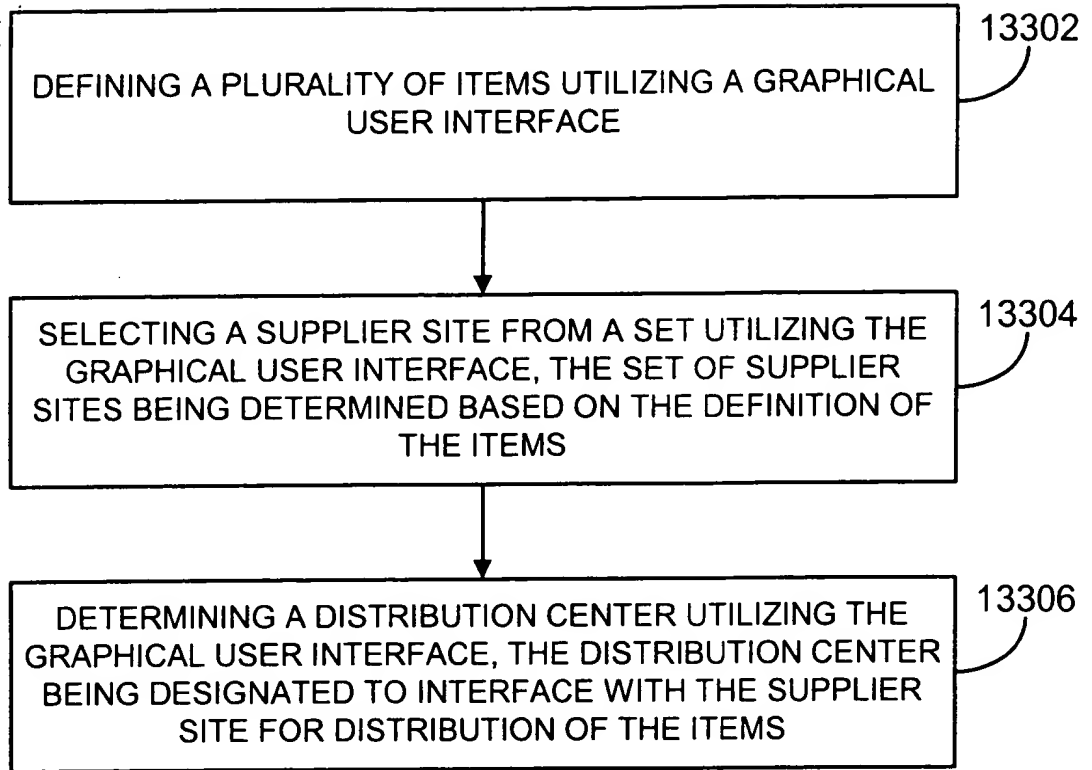 13302
DEFINING A PLURALITY OF ITEMS UTILIZING A GRAPHICAL
USER INTERFACE
13304
SELECTING A SUPPLIER SITE FROM A SET UTILIZING THE
GRAPHICAL USER INTERFACE, THE SET OF SUPPLIER
SITES BEING DETERMINED BASED ON THE DEFINITION OF
THE ITEMS
13306
DETERMINING A DISTRIBUTION CENTER UTILIZING THE
GRAPHICAL USER INTERFACE, THE DISTRIBUTION CENTER
BEING DESIGNATED TO INTERFACE WITH THE SUPPLIER
SITE FOR DISTRIBUTION OF THE ITEMS